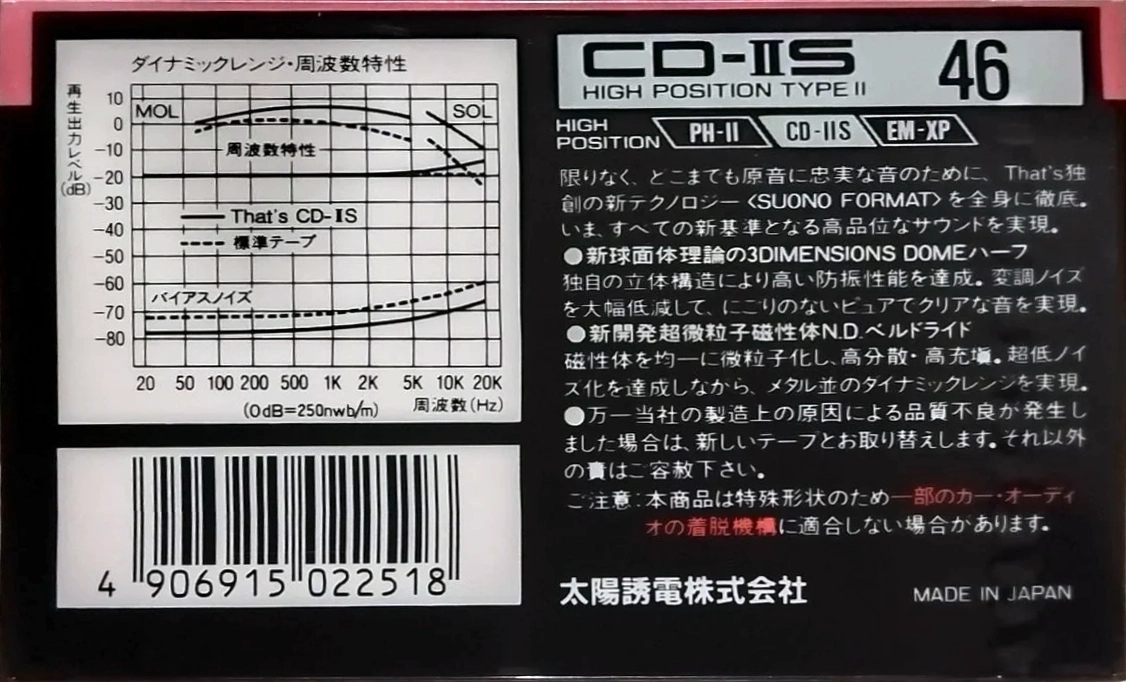 ダイナミックレンジ・周波数特性
再生出力レベル(dB)
10
0
-10
-20
-30
-40
-50
-60
-70
-80
MOL
SOL
周波数特性
That's CD-ⅡS
標準テープ
バイアスノイズ
20 50 100 200 500 1K 2K 5K 10K 20K
(0dB=250nwb/m) 周波数(Hz)
4 906915 022518
CD-ⅡS 46
HIGH POSITION TYPE II
HIGH POSITION PH-II CD-IIS EM-XP
限りなく、どこまでも原音に忠実な音のために、That's独
創の新テクノロジー〈SUONO FORMAT〉を全身に徹底。
いま、すべての新基準となる高品位なサウンドを実現。
●新球面体理論の3DIMENSIONS DOMEハーフ
独自の立体構造により高い防振性能を達成。変調ノイズ
を大幅低減して、にごりのないピュアでクリアな音を実現。
●新開発超微粒子磁性体N.D.ベルドライド
磁性体を均一に微粒子化し、高分散・高充塡。超低ノイ
ズ化を達成しながら、メタル並のダイナミックレンジを実現。
●万一当社の製造上の原因による品質不良が発生し
ました場合は、新しいテープとお取り替えします。それ以外
の責はご容赦下さい。
ご注意:本商品は特殊形状のため一部のカー・オーディ
オの着脱機構に適合しない場合があります。
太陽誘電株式会社 MADE IN JAPAN